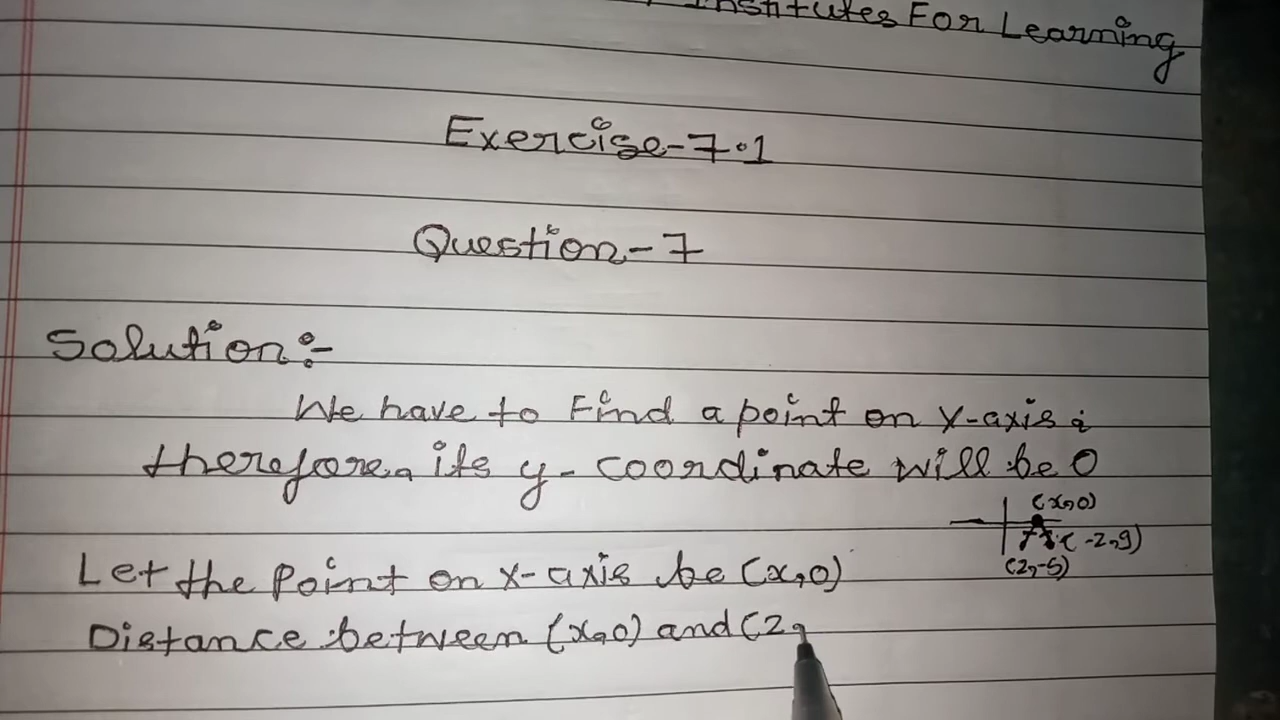 Institutes For Learning
Exercise-7.1
Question-7
Solution:-
We have to Find a point on X-axis;
therefore, its y-coordinate will be 0
(x,0)
(-2,9)
(2,-5)
Let the Point on X-axis be (x,0)
Distance between (x,0) and (2,